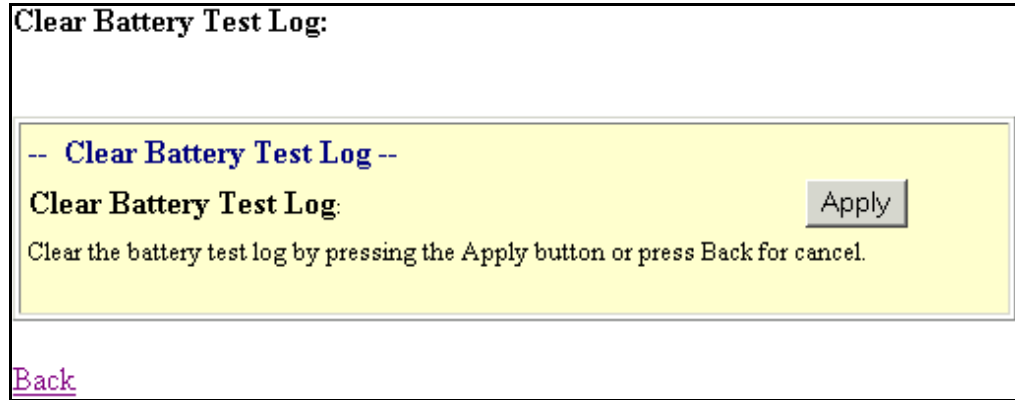 Clear Battery Test Log:
-- Clear Battery Test Log --
Clear Battery Test Log: Apply
Clear the battery test log by pressing the Apply button or press Back for cancel.
Back